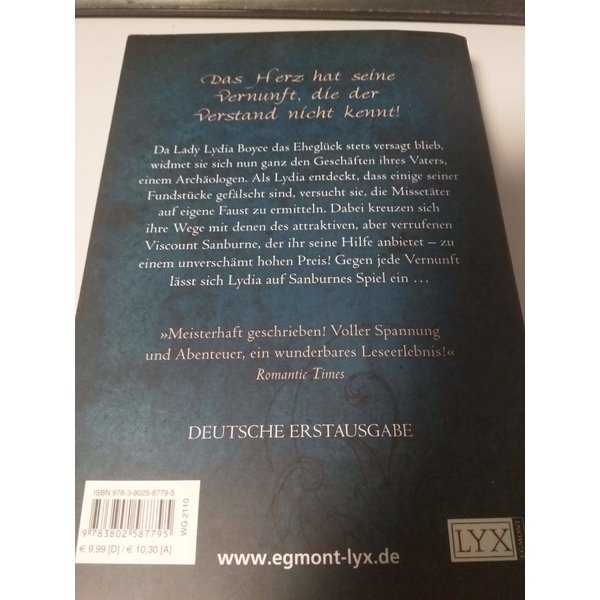 Das Herz hat seine
Vernunft, die der
Verstand nicht kennt!
Da Lady Lydia Boyce das Eheglück stets versagt blieb,
widmet sie sich nun ganz den Geschäften ihres Vaters,
einem Archäologen. Als Lydia entdeckt, dass einige seiner
Fundstücke gefälscht sind, versucht sie, die Missetäter
auf eigene Faust zu ermitteln. Dabei kreuzen sich
ihre Wege mit denen des attraktiven, aber verrufenen
Viscount Sanburne, der ihr seine Hilfe anbietet – zu
einem unverschämt hohen Preis! Gegen jede Vernunft
lässt sich Lydia auf Sanburnes Spiel ein …
»Meisterhaft geschrieben! Voller Spannung
und Abenteuer, ein wunderbares Leseerlebnis!«
Romantic Times
DEUTSCHE ERSTAUSGABE
ISBN 978-3-8025-8779-5
9 783802 587795
WG 2110
€ 9,99 [D] / € 10,30 [A]
www.egmont-lyx.de
LYX
EGMONT